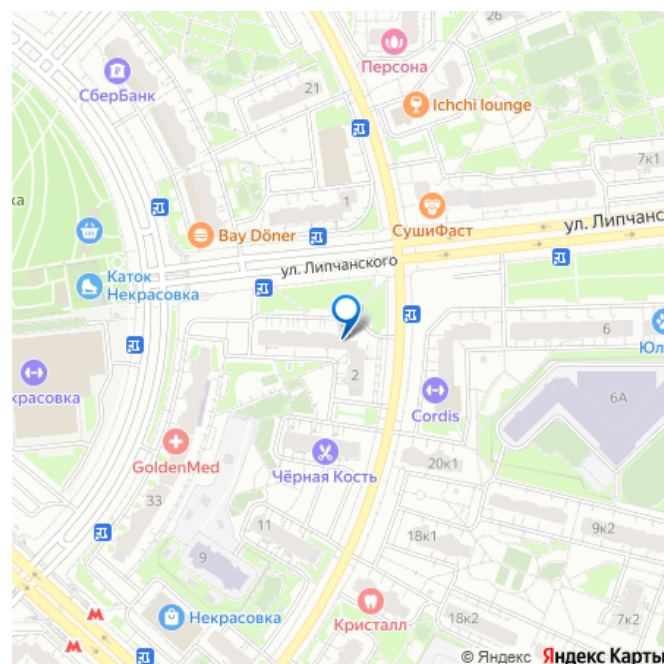 26
Персона
СберБанк
21
Ichchi lounge
7к1
ка
1
СушиФаст
Bay Döner
ул. Липчанс
ул. Липчанского
Каток
Некрасовка
6
Юл
2
красовка
Cordis
6А
GoldenMed
Чёрная Кость
20к1
33
11
9к2
18к1
9
Некрасовка
Кристалл
18к2
7к2
© Яндекс Яндекс Карты